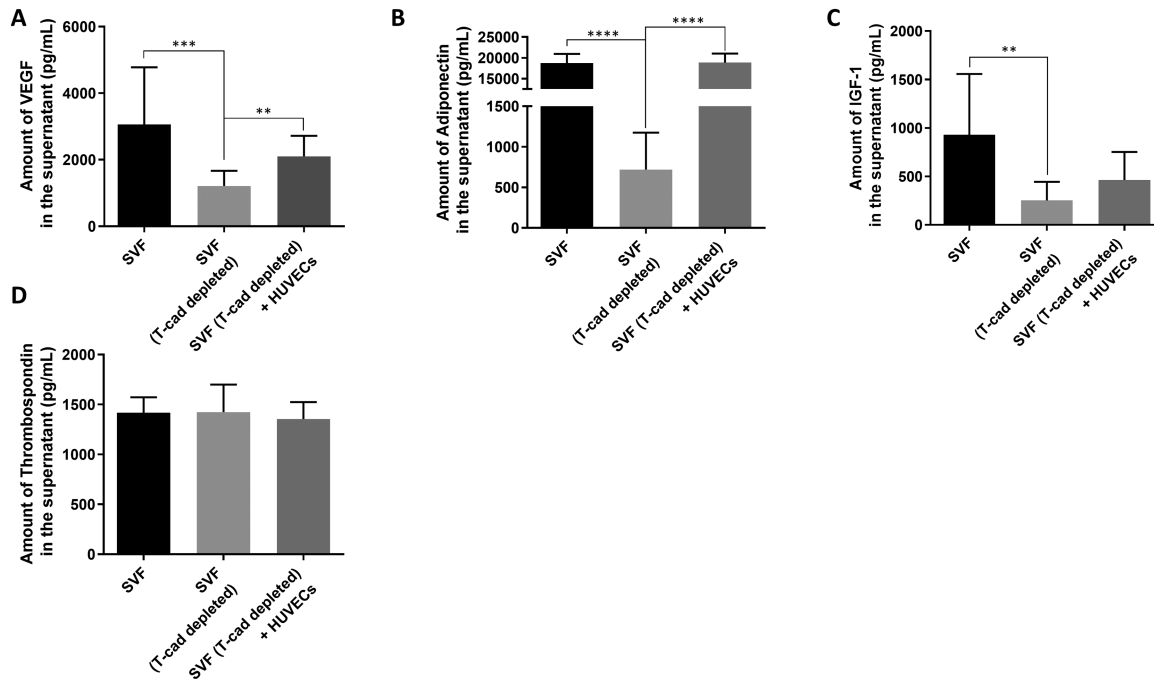 A
Amount of VEGF
in the supernatant (pg/mL)
6000
4000
2000
0
***
**
SVF
SVF
(T-cad depleted)
SVF (T-cad depleted)
+ HUVECs
B
Amount of Adiponectin
in the supernatant (pg/mL)
25000
20000
15000
1500
1000
500
0
****
****
SVF
SVF
(T-cad depleted)
SVF (T-cad depleted)
+ HUVECs
C
Amount of IGF-1
in the supernatant (pg/mL)
2000
1500
1000
500
0
**
SVF
SVF
(T-cad depleted)
SVF (T-cad depleted)
+ HUVECs
D
Amount of Thrombospondin
in the supernatant (pg/mL)
2000
1500
1000
500
0
SVF
SVF
(T-cad depleted)
SVF (T-cad depleted)
+ HUVECs